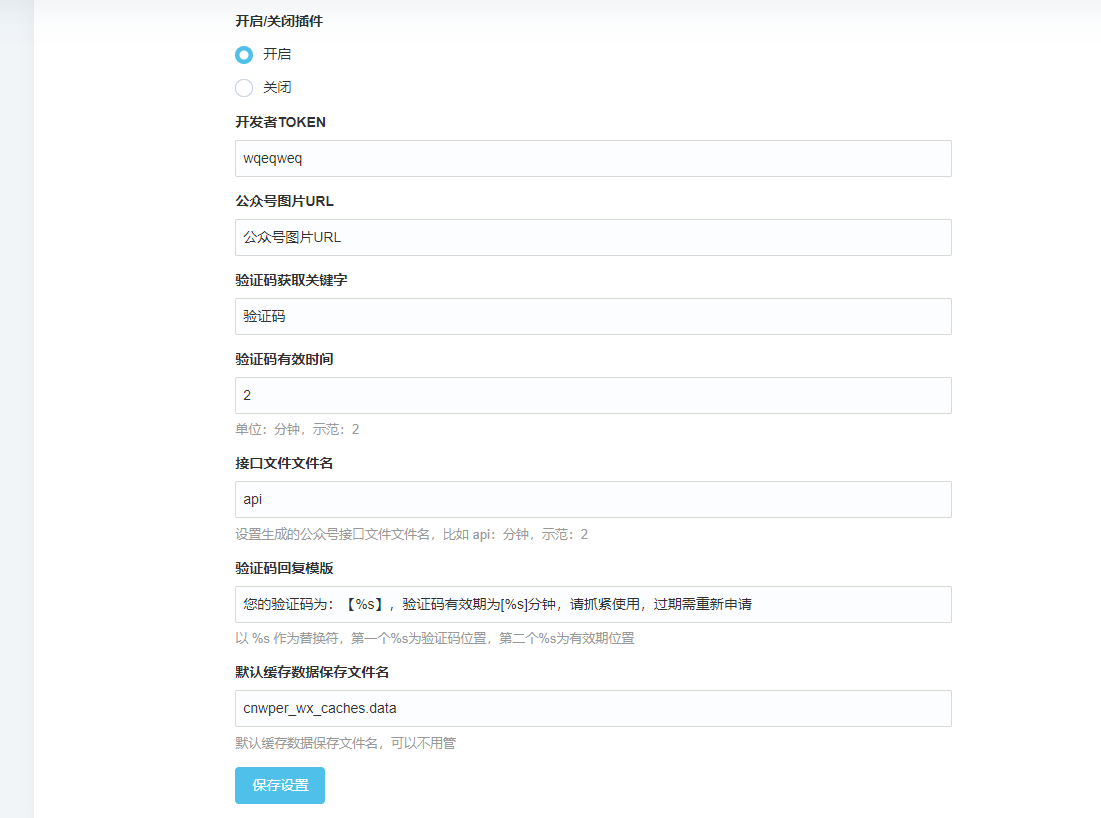 开启/关闭插件
开启
关闭
开发者TOKEN
wqeqweq
公众号图片URL
公众号图片URL
验证码获取关键字
验证码
验证码有效时间
2
单位：分钟，示范：2
接口文件文件名
api
设置生成的公众号接口文件文件名，比如 api：分钟，示范：2
验证码回复模版
您的验证码为：【%s】，验证码有效期为[%s]分钟，请抓紧使用，过期需重新申请
以 %s 作为替换符，第一个%s为验证码位置，第二个%s为有效期位置
默认缓存数据保存文件名
cnwper_wx_caches.data
默认缓存数据保存文件名，可以不用管
保存设置